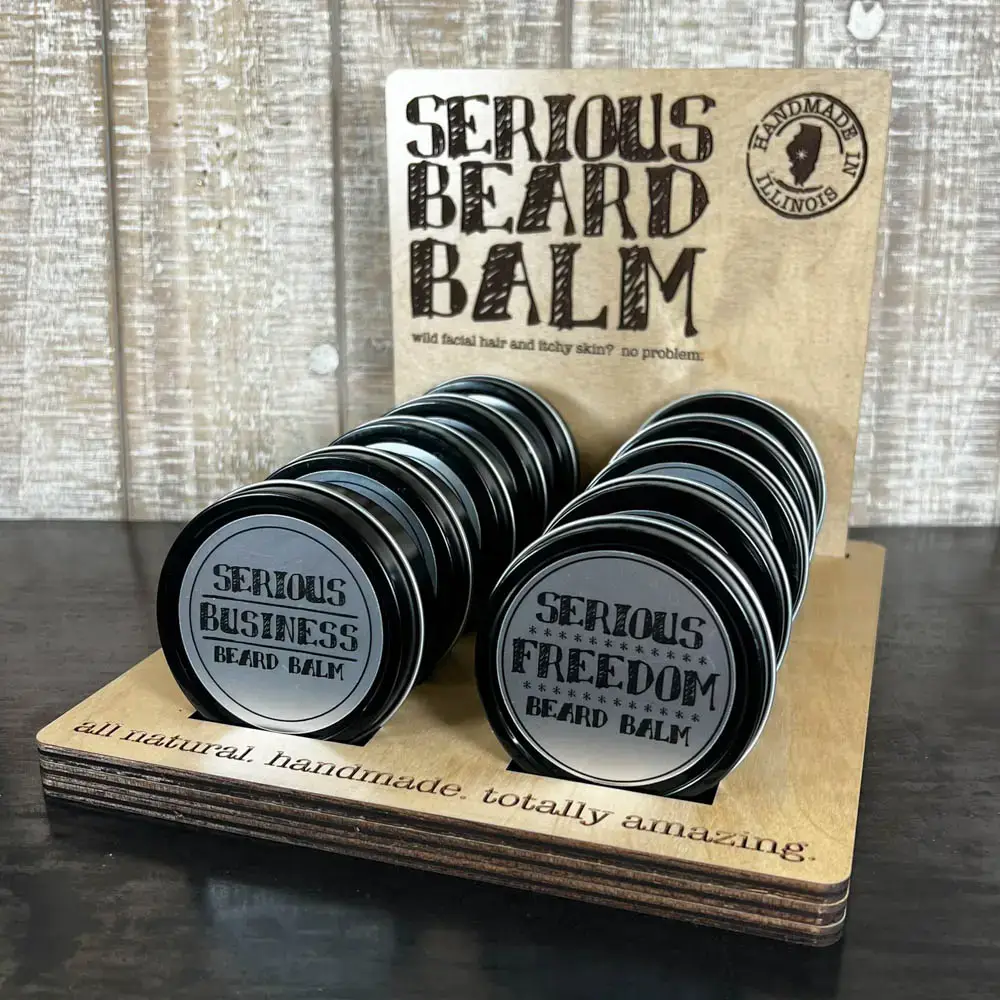 SERIOUS
BEARD
BALM
wild facial hair and itchy skin? no problem.
HANDMADE IN
ILLINOIS
SERIOUS
BUSINESS
BEARD BALM
SERIOUS
* * * * * * * * * *
FREEDOM
* * * * * * * * * *
BEARD BALM
all natural. handmade. totally amazing.